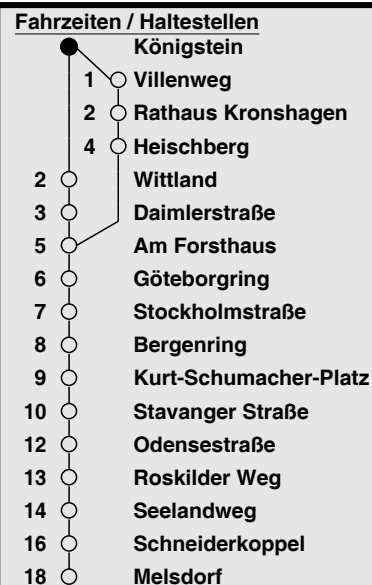 Fahrzeiten / Haltestellen
Königstein
1 Villenweg
2 Rathaus Kronshagen
4 Heischberg
2 Wittland
3 Daimlerstraße
5 Am Forsthaus
6 Göteborgring
7 Stockholmstraße
8 Bergenring
9 Kurt-Schumacher-Platz
10 Stavanger Straße
12 Odensestraße
13 Roskilder Weg
14 Seelandweg
16 Schneiderkoppel
18 Melsdorf